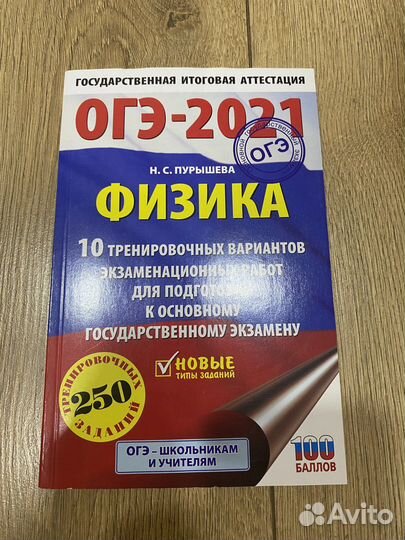 ГОСУДАРСТВЕННАЯ ИТОГОВАЯ АТТЕСТАЦИЯ
ОГЭ-2021
ОГЭ
Н. С. ПУРЫШЕВА
ФИЗИКА
10 ТРЕНИРОВОЧНЫХ ВАРИАНТОВ
ЭКЗАМЕНАЦИОННЫХ РАБОТ
ДЛЯ ПОДГОТОВКИ
К ОСНОВНОМУ
ГОСУДАРСТВЕННОМУ ЭКЗАМЕНУ
НОВЫЕ
ТИПЫ ЗАДАНИЙ
ТРЕНИРОВОЧНЫХ
250
ЗАДАНИЙ
ОГЭ – ШКОЛЬНИКАМ
И УЧИТЕЛЯМ
100
БАЛЛОВ
Avito